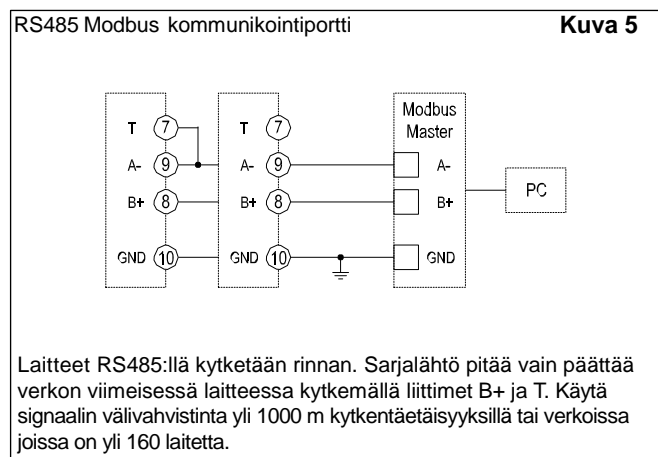 RS485 Modbus kommunikointiportti
Kuva 5
T 7 T 7 Modbus
Master
A- 9 A- 9 A-
PC
B+ 8 B+ 8 B+
GND 10 GND 10 GND
Laitteet RS485:llä kytketään rinnan. Sarjalähtö pitää vain päättää
verkon viimeisessä laitteessa kytkemällä liittimet B+ ja T. Käytä
signaalin välivahvistinta yli 1000 m kytkentäetäisyyksillä tai verkoissa
joissa on yli 160 laitetta.